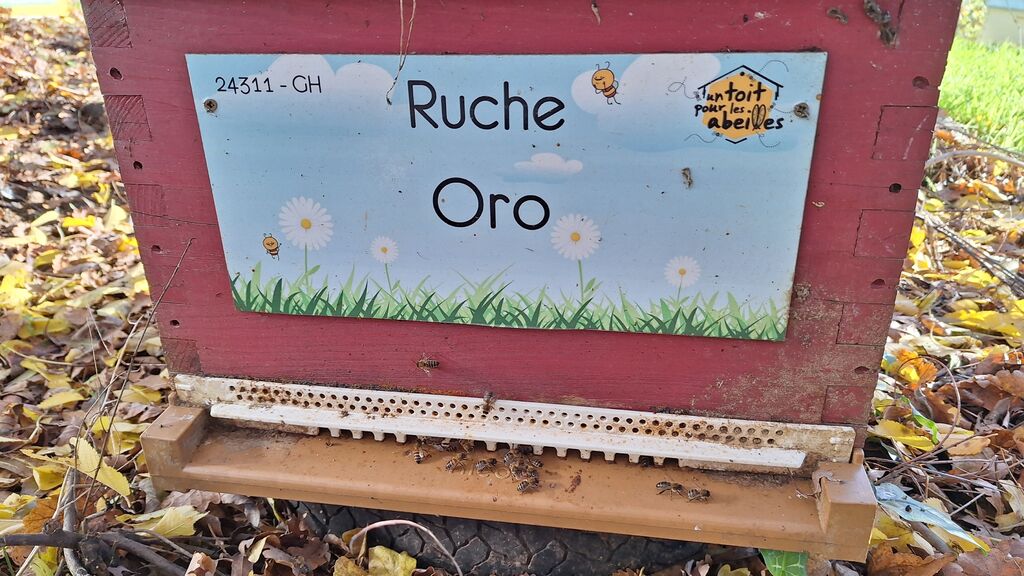 24311 - GH
Ruche
Oro
un toit
pour les
abeilles